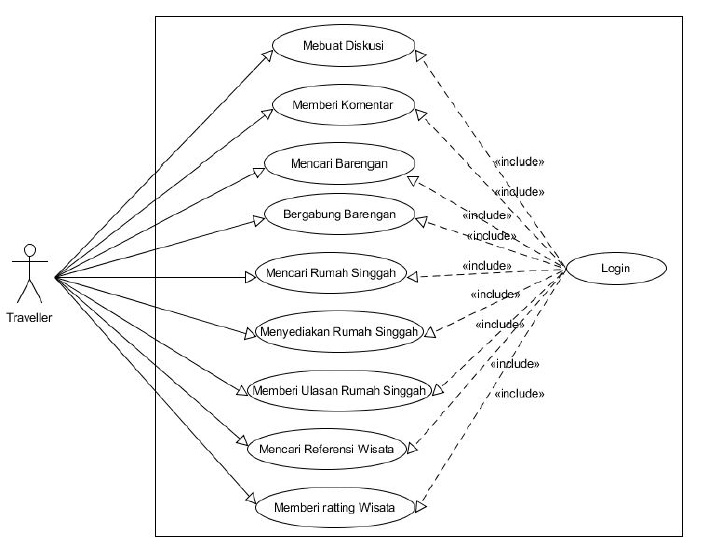 Mebuat Diskusi
Memberi Komentar
Mencari Barengan
Bergabung Barengan
Mencari Rumah Singgah
Menyediakan Rumah Singgah
Memberi Ulasan Rumah Singgah
Mencari Referensi Wisata
Memberi ratting Wisata
Traveller
«include»
«include»
«include»
«include»
«include»
«include»
«include»
«include»
«include»
Login